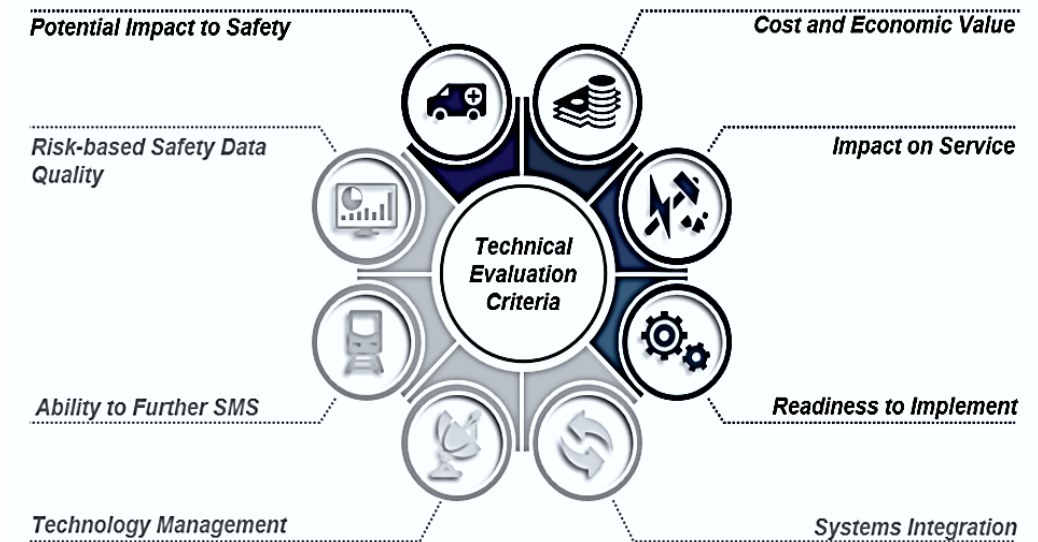 Potential Impact to Safety
Cost and Economic Value
Risk-based Safety Data
Quality
Impact on Service
Technical
Evaluation
Criteria
Ability to Further SMS
Readiness to Implement
Technology Management
Systems Integration